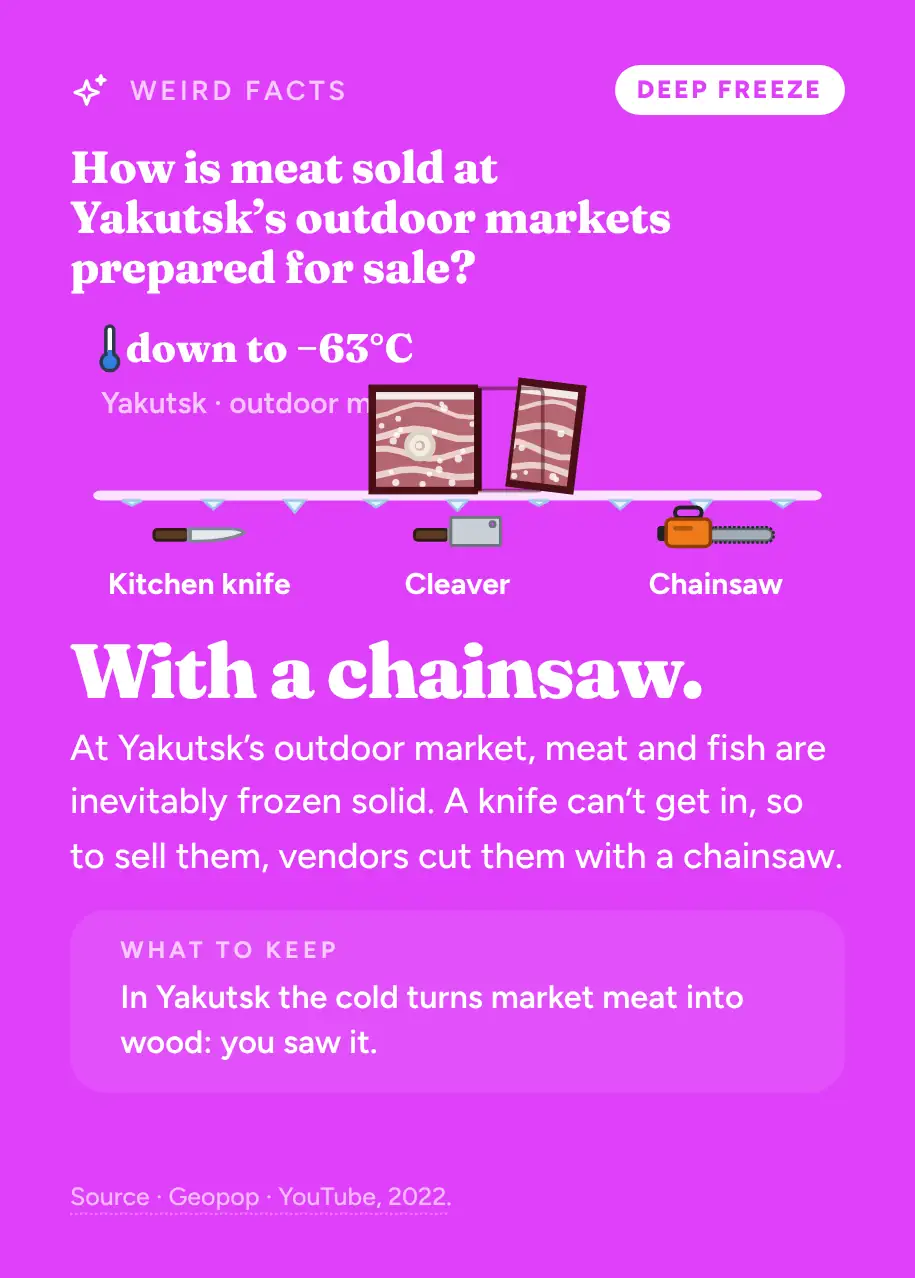 WEIRD FACTS
DEEP FREEZE
How is meat sold at
Yakutsk’s outdoor markets
prepared for sale?
down to −63°C
Yakutsk · outdoor
Kitchen knife
Cleaver
Chainsaw
With a chainsaw.
At Yakutsk’s outdoor market, meat and fish are
inevitably frozen solid. A knife can’t get in, so
to sell them, vendors cut them with a chainsaw.
WHAT TO KEEP
In Yakutsk the cold turns market meat into
wood: you saw it.
Source · Geopop · YouTube, 2022.